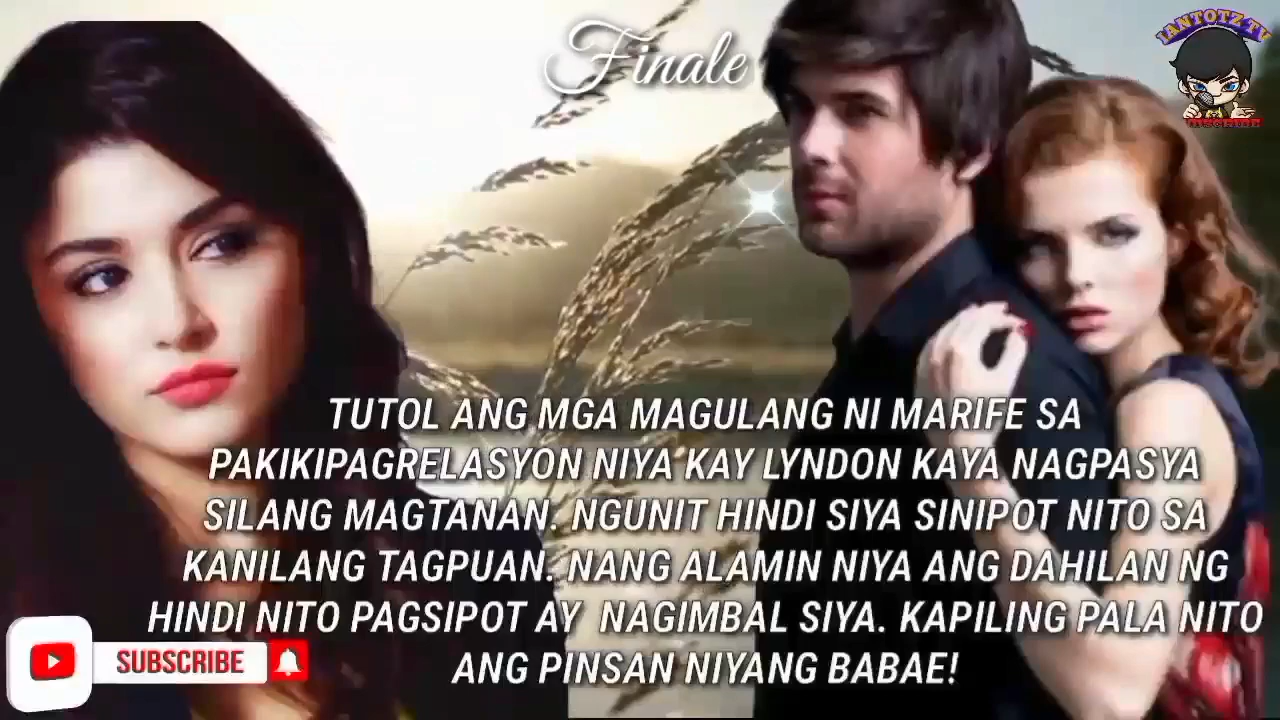 Finale
IANTOTZ TV
TUTOL ANG MGA MAGULANG NI MARIFE SA
PAKIKIPAGRELASYON NIYA KAY LYNDON KAYA NAGPASYA
SILANG MAGTANAN. NGUNIT HINDI SIYA SINIPOT NITO SA
KANILANG TAGPUAN. NANG ALAMIN NIYA ANG DAHILAN NG
HINDI NITO PAGSIPOT AY NAGIMBAL SIYA. KAPILING PALA NITO
ANG PINSAN NIYANG BABAE!
SUBSCRIBE